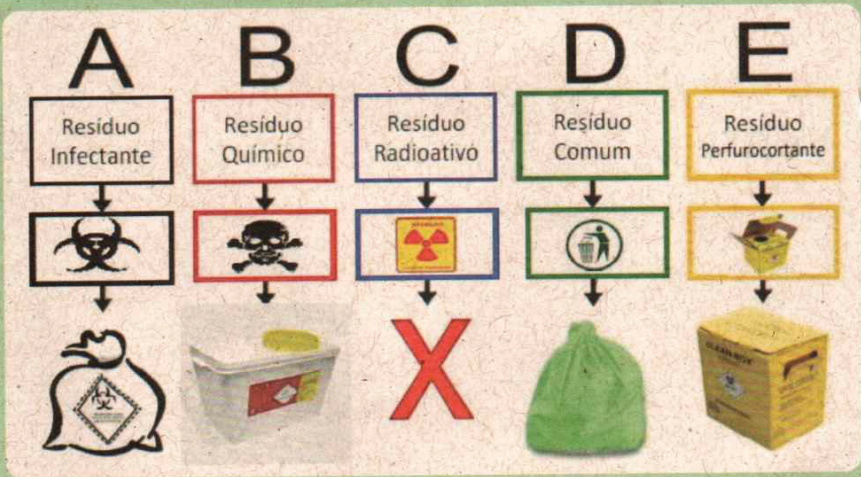 A
B
C
D
E
Resíduo
Infectante
Resíduo
Químico
Resíduo
Radioativo
Resíduo
Comum
Resíduo
Perfurocortante